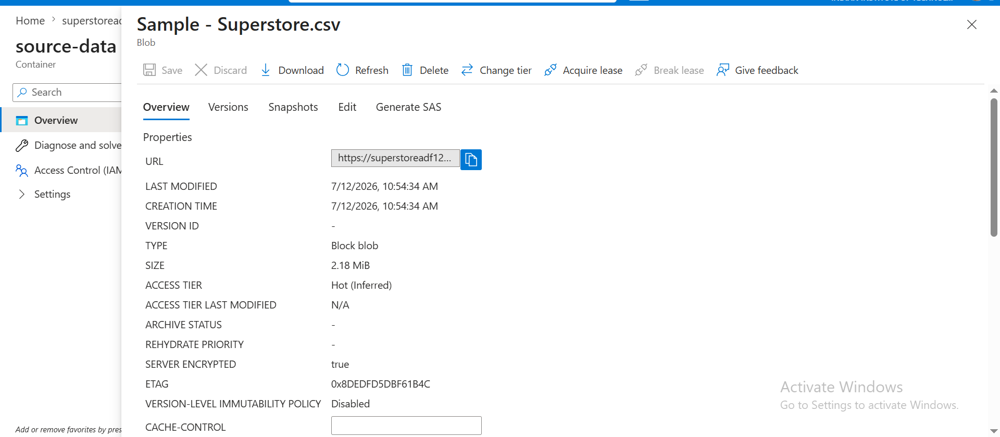 Home > superstoread
source-data
Container
Search
Overview
Diagnose and solve
Access Control (IAM
Settings
Add or remove favorites by pres
Sample - Superstore.csv
Blob
Save Discard Download Refresh Delete Change tier Acquire lease Break lease Give feedback
Overview Versions Snapshots Edit Generate SAS
Properties
URL https://superstoreadf12...
LAST MODIFIED 7/12/2026, 10:54:34 AM
CREATION TIME 7/12/2026, 10:54:34 AM
VERSION ID -
TYPE Block blob
SIZE 2.18 MiB
ACCESS TIER Hot (Inferred)
ACCESS TIER LAST MODIFIED N/A
ARCHIVE STATUS -
REHYDRATE PRIORITY -
SERVER ENCRYPTED true
ETAG 0x8DEDFD5DBF61B4C
VERSION-LEVEL IMMUTABILITY POLICY Disabled
CACHE-CONTROL
Activate Windows
Go to Settings to activate Windows.